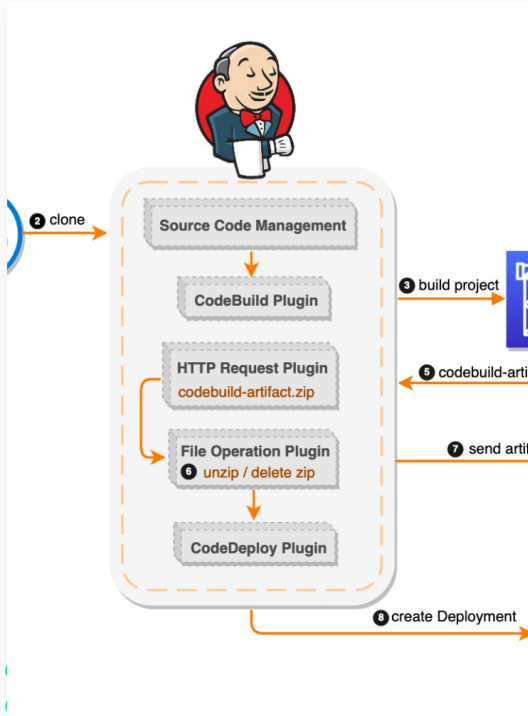 2 clone
Source Code Management
CodeBuild Plugin
3 build project
HTTP Request Plugin
codebuild-artifact.zip
5 codebuild-arti
File Operation Plugin
6 unzip / delete zip
7 send artif
CodeDeploy Plugin
8 create Deployment